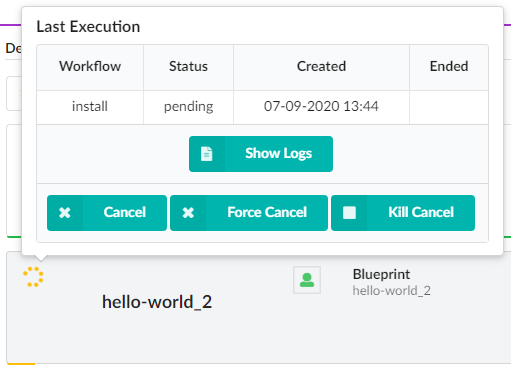 Last Execution
Workflow Status Created Ended
install pending 07-09-2020 13:44
Show Logs
Cancel Force Cancel Kill Cancel
De
hello-world_2
Blueprint
hello-world_2